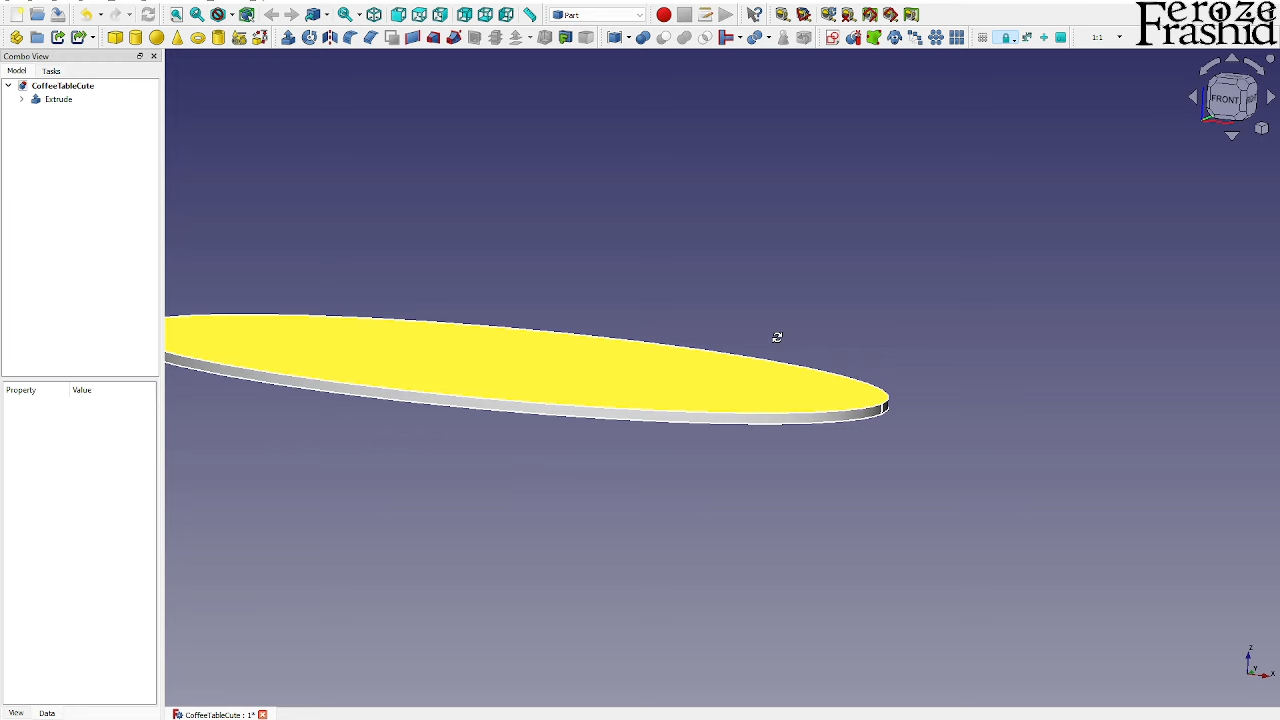 Feroze
Frashid
Part
1:1
Combo View
Model
Tasks
CoffeeTableCute
Extrude
FRONT
Property
Value
Z
Y
X
View
Data
CoffeeTableCute : 1*